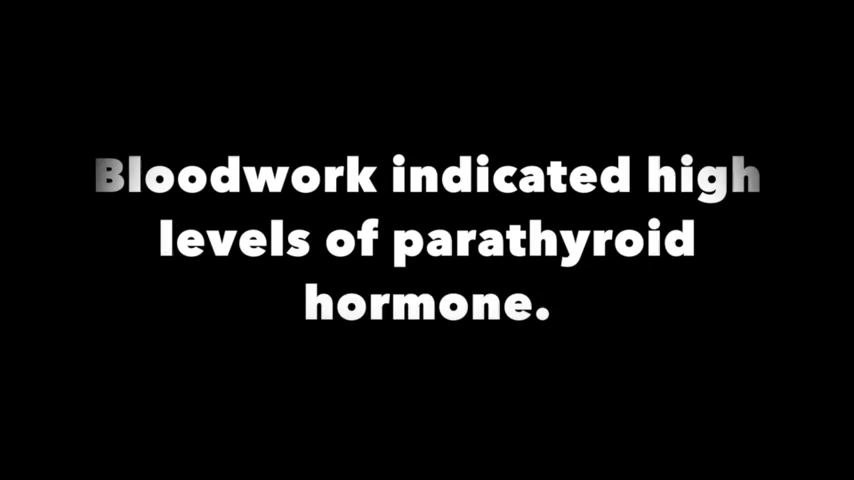 Bloodwork indicated high
levels of parathyroid
hormone.